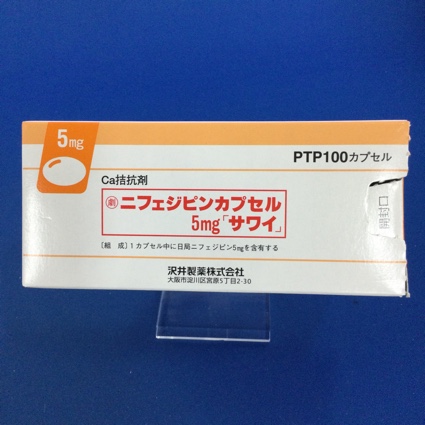 5mg
PTP100カプセル
Ca拮抗剤
劇 ニフェジピンカプセル
5mg「サワイ」
［組 成］1カプセル中に日局ニフェジピン5mgを含有する
開封口
沢井製薬株式会社
大阪市淀川区宮原5丁目2-30